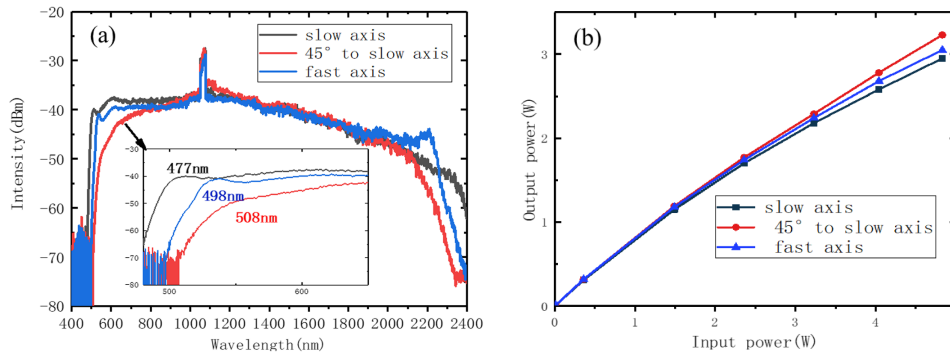 (a)
slow axis
45° to slow axis
fast axis
-20
-30
-40
-50
-60
-70
-80
Intensity(dBm)
400 600 800 1000 1200 1400 1600 1800 2000 2200 2400
Wavelength(nm)
477nm
498nm
508nm
-30
-40
-50
-60
-70
-80
500 600
(b)
3
2
1
0
Output power(W)
slow axis
45° to slow axis
fast axis
0 1 2 3 4
Input power(W)